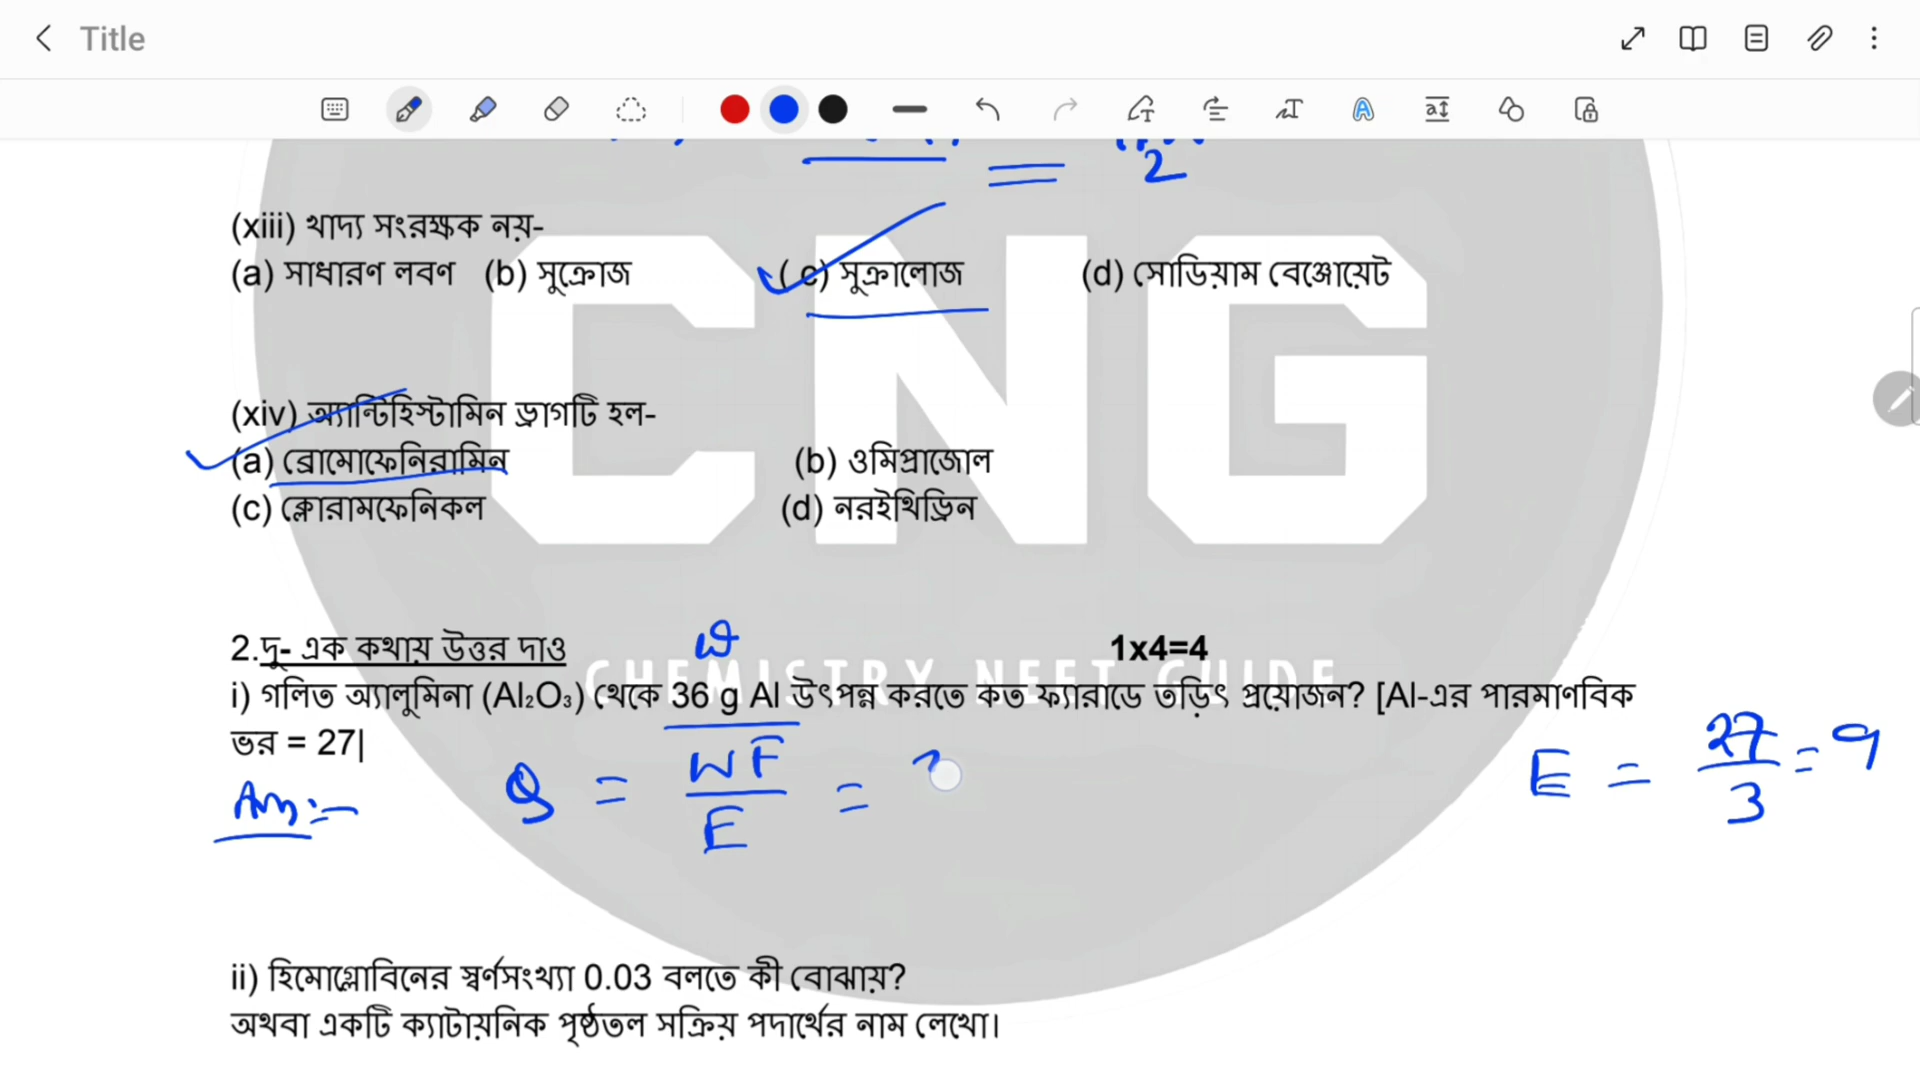 Title
2
(xiii) খাদ্য সংরক্ষক নয়-
(a) সাধারণ লবণ (b) সুক্রোজ (c) সুক্রালোজ (d) সোডিয়াম বেঞ্জোয়েট
(xiv) অ্যান্টিহিস্টামিন ড্রাগটি হল-
(a) ব্রোমোফেনিরামিন (b) ওমিপ্রাজোল
(c) ক্লোরামফেনিকল (d) নরইথিড্রিন
CNG
W
2.দু- এক কথায় উত্তর দাও 1x4=4
CHEMISTRY NEET GUIDE
i) গলিত অ্যালুমিনা (Al₂O₃) থেকে 36 g Al উৎপন্ন করতে কত ফ্যারাডে তড়িৎ প্রয়োজন? [Al-এর পারমাণবিক
ভর = 27|
Ans:- Q = WF/E = E = 27/3 = 9
ii) হিমোগ্লোবিনের স্বর্ণসংখ্যা 0.03 বলতে কী বোঝায়?
অথবা একটি ক্যাটায়নিক পৃষ্ঠতল সক্রিয় পদার্থের নাম লেখো।